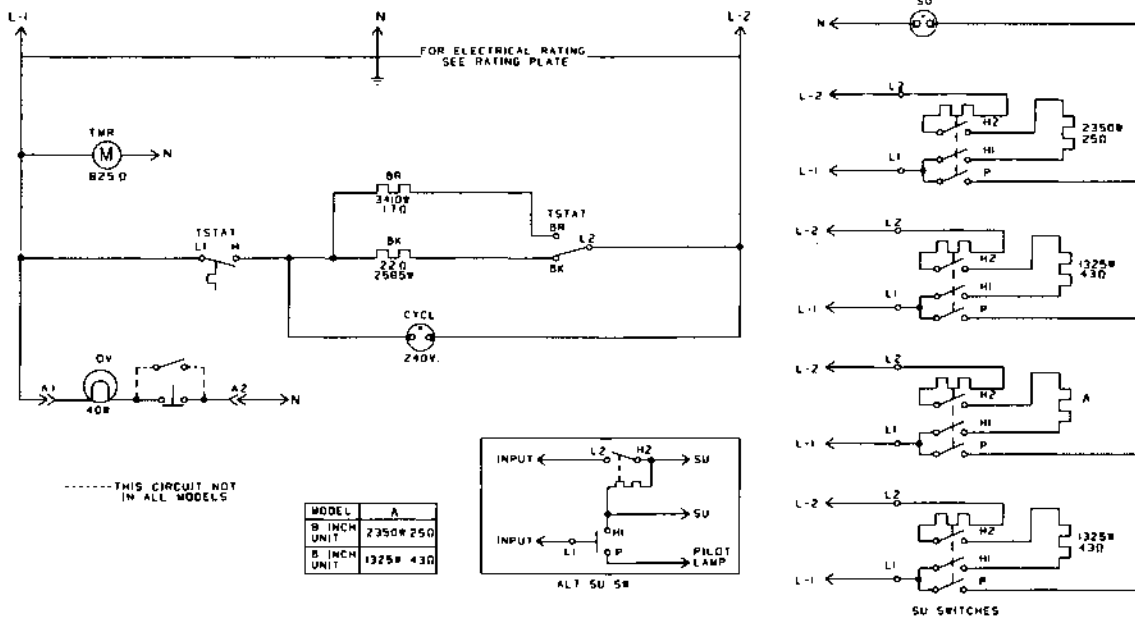 L-1
N
L-2
FOR ELECTRICAL RATING
SEE RATING PLATE
TMR
M
N
825Ω
BR
3410W
17Ω
TSTAT
BR
L2
BK
TSTAT
L1
H
BK
22Ω
2585W
CYCL
240V.
OV
A1
40W
A2
N
THIS CIRCUIT NOT
IN ALL MODELS
MODEL A
8 INCH
UNIT
2350W 25Ω
UNIT
1325W 43Ω
INPUT
L2
H2
SU
SU
INPUT
L1
H1
P
PILOT
LAMP
ALT SU SW
N
SU
L-2
L2
H2
2350W
25Ω
H1
L-1
L1
P
L-2
L2
H2
1325W
43Ω
H1
L-1
L1
P
L-2
L2
H2
A
H1
L-1
L1
P
L-2
L2
H2
1325W
43Ω
H1
L-1
L1
P
SU SWITCHES